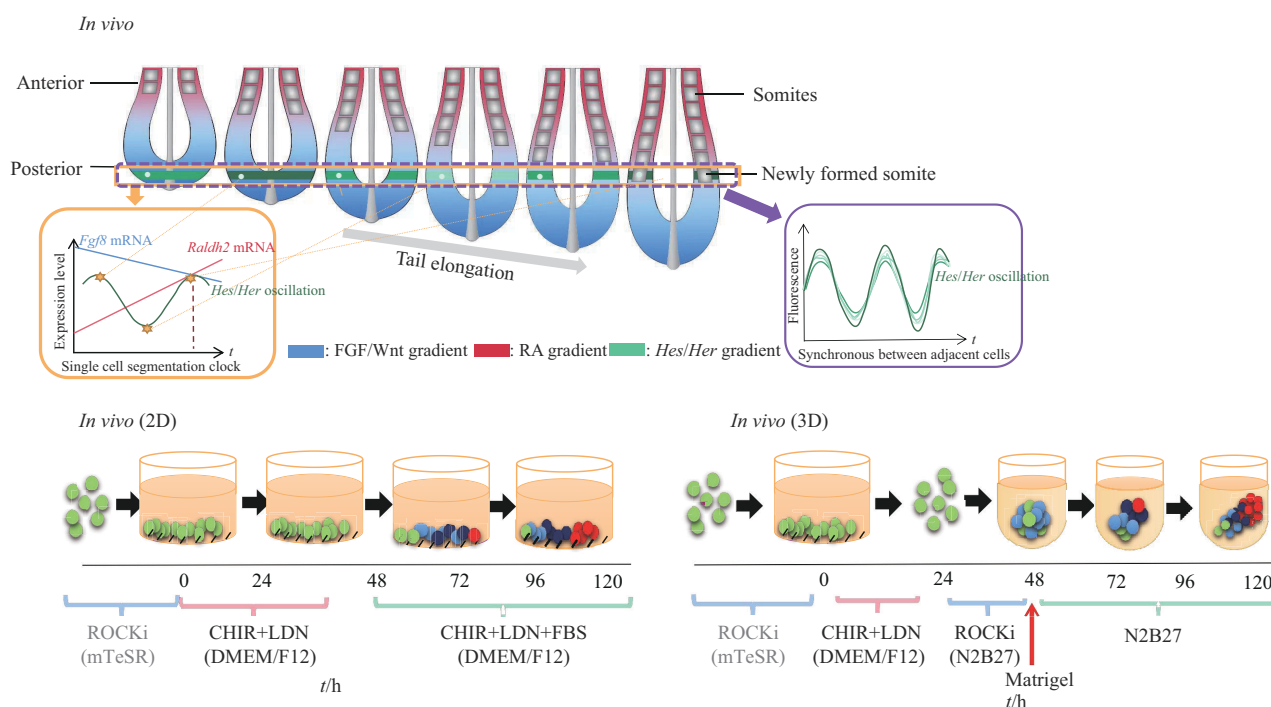 In vivo
Anterior
Somites
Posterior
Newly formed somite
Tail elongation
Fgf8 mRNA
Raldh2 mRNA
Hes/Her oscillation
Expression level
t
Single cell segmentation clock
: FGF/Wnt gradient
: RA gradient
: Hes/Her gradient
Fluorescence
Hes/Her oscillation
t
Synchronous between adjacent cells
In vivo (2D)
0 24 48 72 96 120
ROCKi
(mTeSR)
CHIR+LDN
(DMEM/F12)
CHIR+LDN+FBS
(DMEM/F12)
t/h
In vivo (3D)
0 24 48 72 96 120
ROCKi
(mTeSR)
CHIR+LDN
(DMEM/F12)
ROCKi
(N2B27)
N2B27
Matrigel
t/h